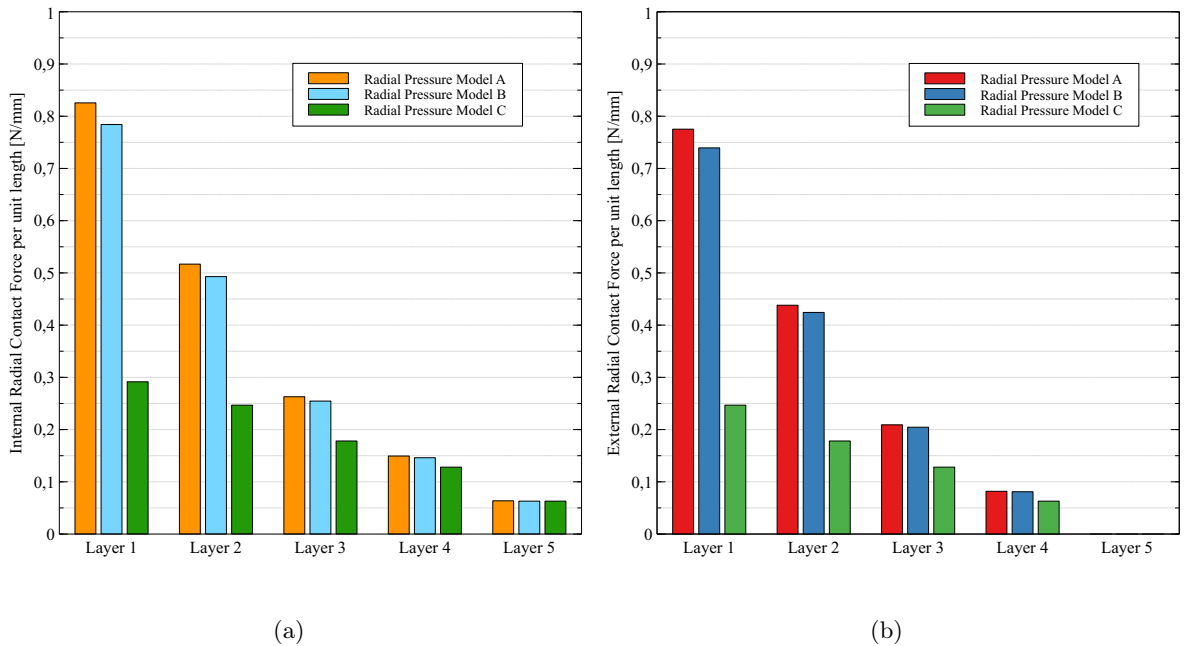 Internal Radial Contact Force per unit length [N/mm]
1
0,9
0,8
0,7
0,6
0,5
0,4
0,3
0,2
0,1
0
Radial Pressure Model A
Radial Pressure Model B
Radial Pressure Model C
Layer 1 Layer 2 Layer 3 Layer 4 Layer 5
(a)
External Radial Contact Force per unit length [N/mm]
1
0,9
0,8
0,7
0,6
0,5
0,4
0,3
0,2
0,1
0
Radial Pressure Model A
Radial Pressure Model B
Radial Pressure Model C
Layer 1 Layer 2 Layer 3 Layer 4 Layer 5
(b)